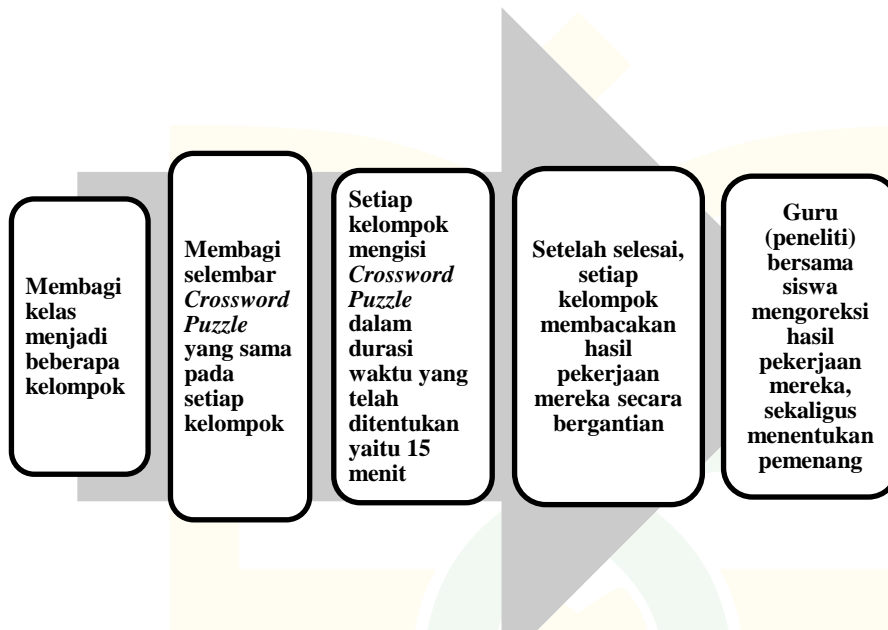 Membagi
kelas
menjadi
beberapa
kelompok
Membagi
selembar
Crossword
Puzzle
yang sama
pada
setiap
kelompok
Setiap
kelompok
mengisi
Crossword
Puzzle
dalam
durasi
waktu yang
telah
ditentukan
yaitu 15
menit
Setelah selesai,
setiap
kelompok
membacakan
hasil
pekerjaan
mereka secara
bergantian
Guru
(peneliti)
bersama
siswa
mengoreksi
hasil
pekerjaan
mereka,
sekaligus
menentukan
pemenang